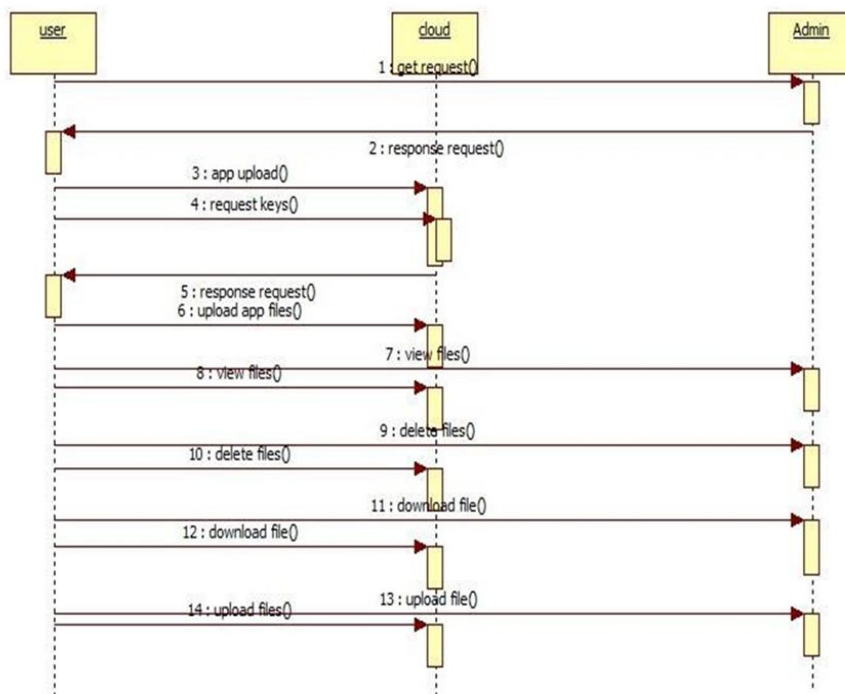 user
cloud
Admin
1 : get request()
2 : response request()
3 : app upload()
4 : request keys()
5 : response request()
6 : upload app files()
7 : view files()
8 : view files()
9 : delete files()
10 : delete files()
11 : download file()
12 : download file()
13 : upload file()
14 : upload files()